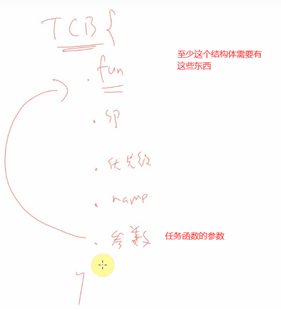 TCB {
至少这个结构体需要有
这些东西
. fun
. sp
. 优先级
. name
. 参数
任务函数的参数
}